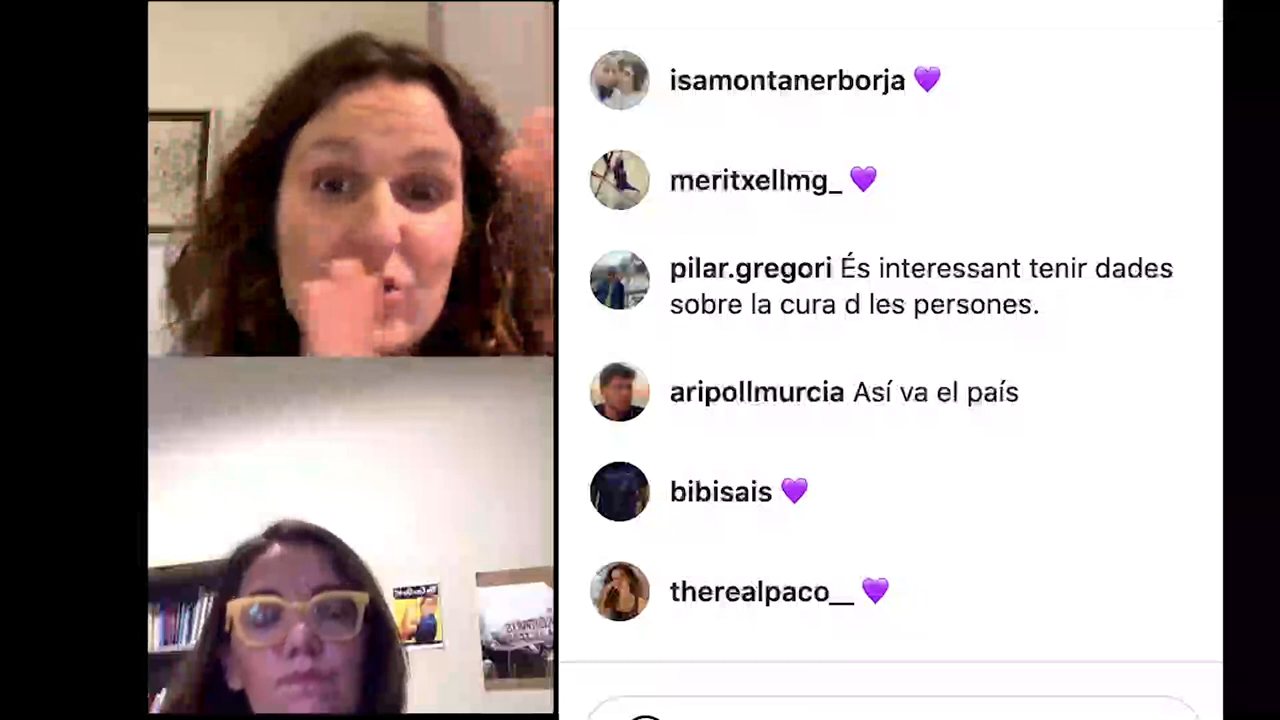 isamontanerborja 💜
meritxellmg_ 💜
pilar.gregori És interessant tenir dades
sobre la cura d les persones.
aripollmurcia Así va el país
bibisais 💜
therealpaco__ 💜